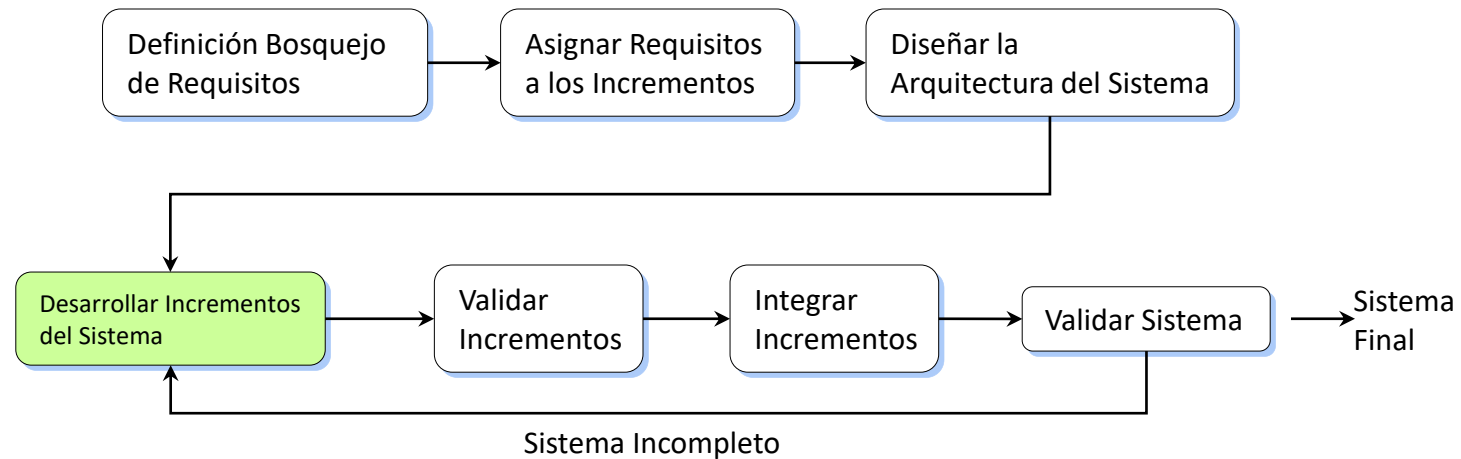 Definición Bosquejo
de Requisitos
Asignar Requisitos
a los Incrementos
Diseñar la
Arquitectura del Sistema
Desarrollar Incrementos
del Sistema
Validar
Incrementos
Integrar
Incrementos
Validar Sistema
Sistema
Final
Sistema Incompleto